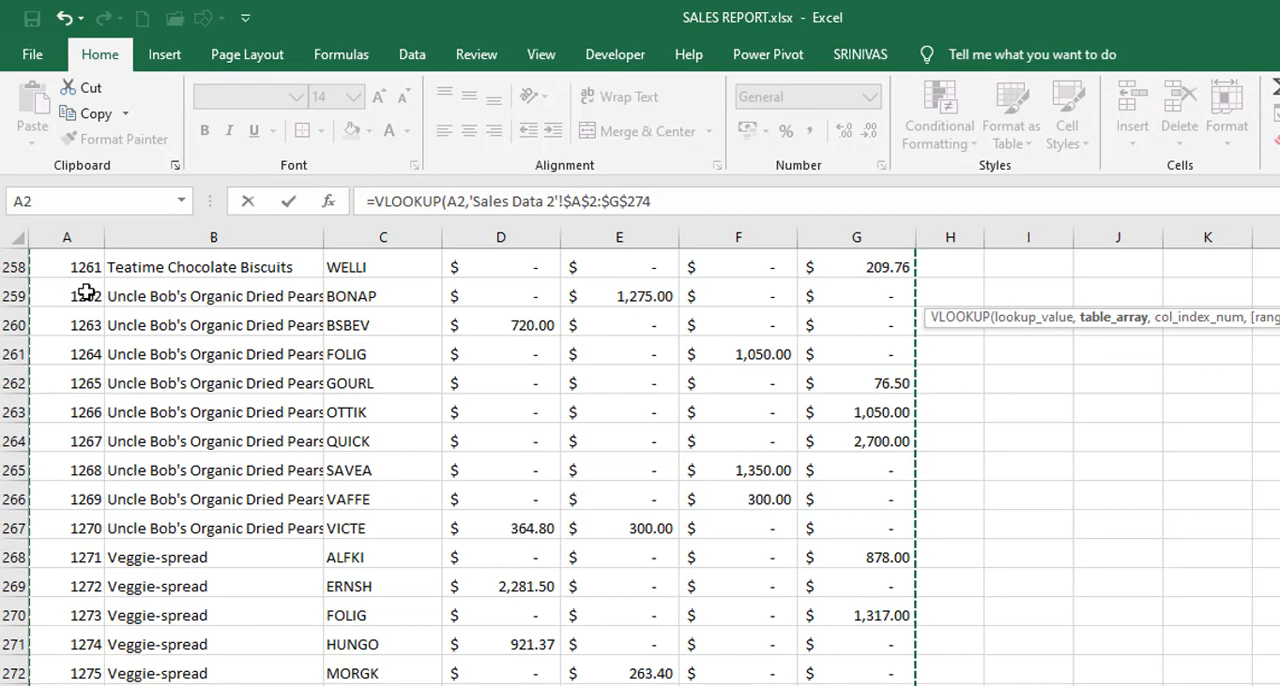 SALES REPORT.xlsx - Excel
File Home Insert Page Layout Formulas Data Review View Developer Help Power Pivot SRINIVAS Tell me what you want to do
Paste Cut Copy Format Painter
Clipboard
14
B I U A
Font
Wrap Text
Merge & Center
Alignment
General
% ,
Number
Conditional Formatting
Format as Table
Cell Styles
Styles
Insert Delete Format
Cells
A2 fx =VLOOKUP(A2,'Sales Data 2'!$A$2:$G$274
A B C D E F G H I J K
258 1261 Teatime Chocolate Biscuits WELLI $ - $ - $ - $ 209.76
259 Uncle Bob's Organic Dried Pears BONAP $ - $ 1,275.00 $ - $ -
260 1263 Uncle Bob's Organic Dried Pears BSBEV $ 720.00 $ - $ - $ -
VLOOKUP(lookup_value, table_array, col_index_num, [rang
261 1264 Uncle Bob's Organic Dried Pears FOLIG $ - $ - $ 1,050.00 $ -
262 1265 Uncle Bob's Organic Dried Pears GOURL $ - $ - $ - $ 76.50
263 1266 Uncle Bob's Organic Dried Pears OTTIK $ - $ - $ - $ 1,050.00
264 1267 Uncle Bob's Organic Dried Pears QUICK $ - $ - $ - $ 2,700.00
265 1268 Uncle Bob's Organic Dried Pears SAVEA $ - $ - $ 1,350.00 $ -
266 1269 Uncle Bob's Organic Dried Pears VAFFE $ - $ - $ 300.00 $ -
267 1270 Uncle Bob's Organic Dried Pears VICTE $ 364.80 $ 300.00 $ - $ -
268 1271 Veggie-spread ALFKI $ - $ - $ - $ 878.00
269 1272 Veggie-spread ERNSH $ 2,281.50 $ - $ - $ -
270 1273 Veggie-spread FOLIG $ - $ - $ - $ 1,317.00
271 1274 Veggie-spread HUNGO $ 921.37 $ - $ - $ -
272 1275 Veggie-spread MORGK $ - $ 263.40 $ - $ -